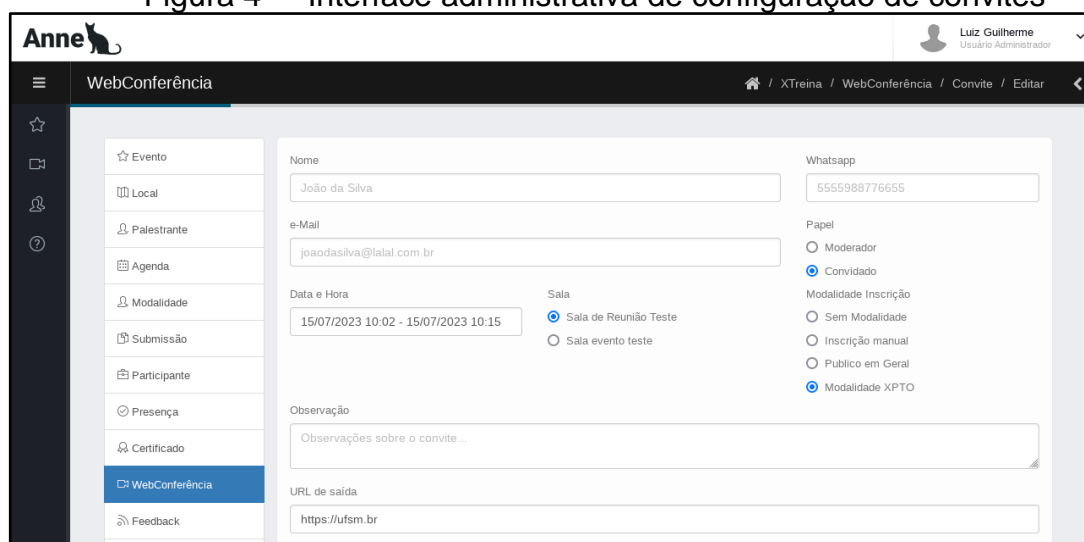 Figura 4 – Interface administrativa de configuração de convites
Anne
Luiz Guilherme
Usuário Administrador
WebConferência
/ XTreina / WebConferência / Convite / Editar
Evento
Local
Palestrante
Agenda
Modalidade
Submissão
Participante
Presença
Certificado
WebConferência
Feedback
Nome
João da Silva
Whatsapp
5555988776655
e-Mail
joaodasilva@lalal.com.br
Papel
Moderador
Convidado
Data e Hora
15/07/2023 10:02 - 15/07/2023 10:15
Sala
Sala de Reunião Teste
Sala evento teste
Modalidade Inscrição
Sem Modalidade
Inscrição manual
Publico em Geral
Modalidade XPTO
Observação
Observações sobre o convite...
URL de saída
https://ufsm.br